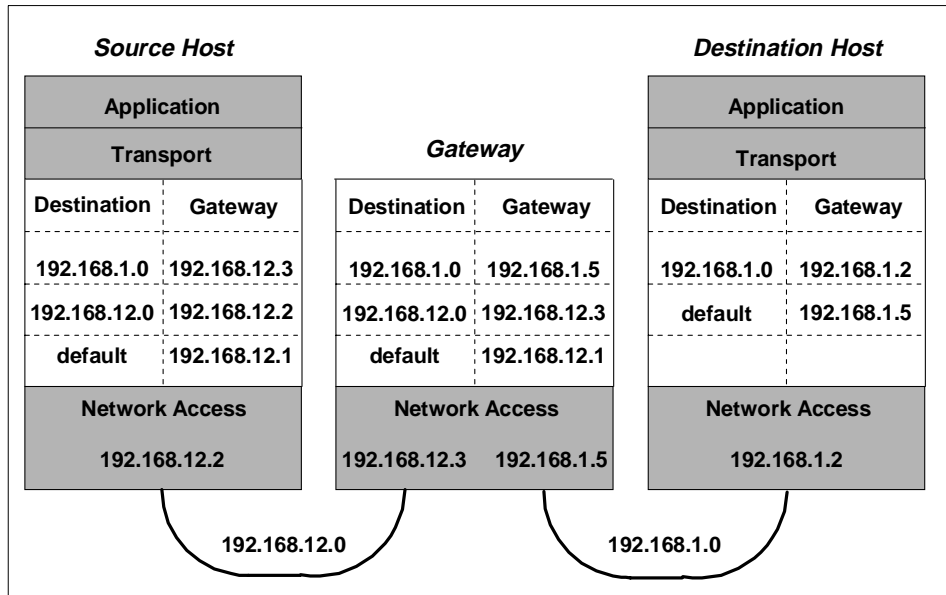 Source Host
Destination Host
Application
Transport
Destination Gateway
192.168.1.0 192.168.12.3
192.168.12.0 192.168.12.2
default 192.168.12.1
Network Access
192.168.12.2
Gateway
Destination Gateway
192.168.1.0 192.168.1.5
192.168.12.0 192.168.12.3
default 192.168.12.1
Network Access
192.168.12.3 192.168.1.5
Application
Transport
Destination Gateway
192.168.1.0 192.168.1.2
default 192.168.1.5
Network Access
192.168.1.2
192.168.12.0
192.168.1.0